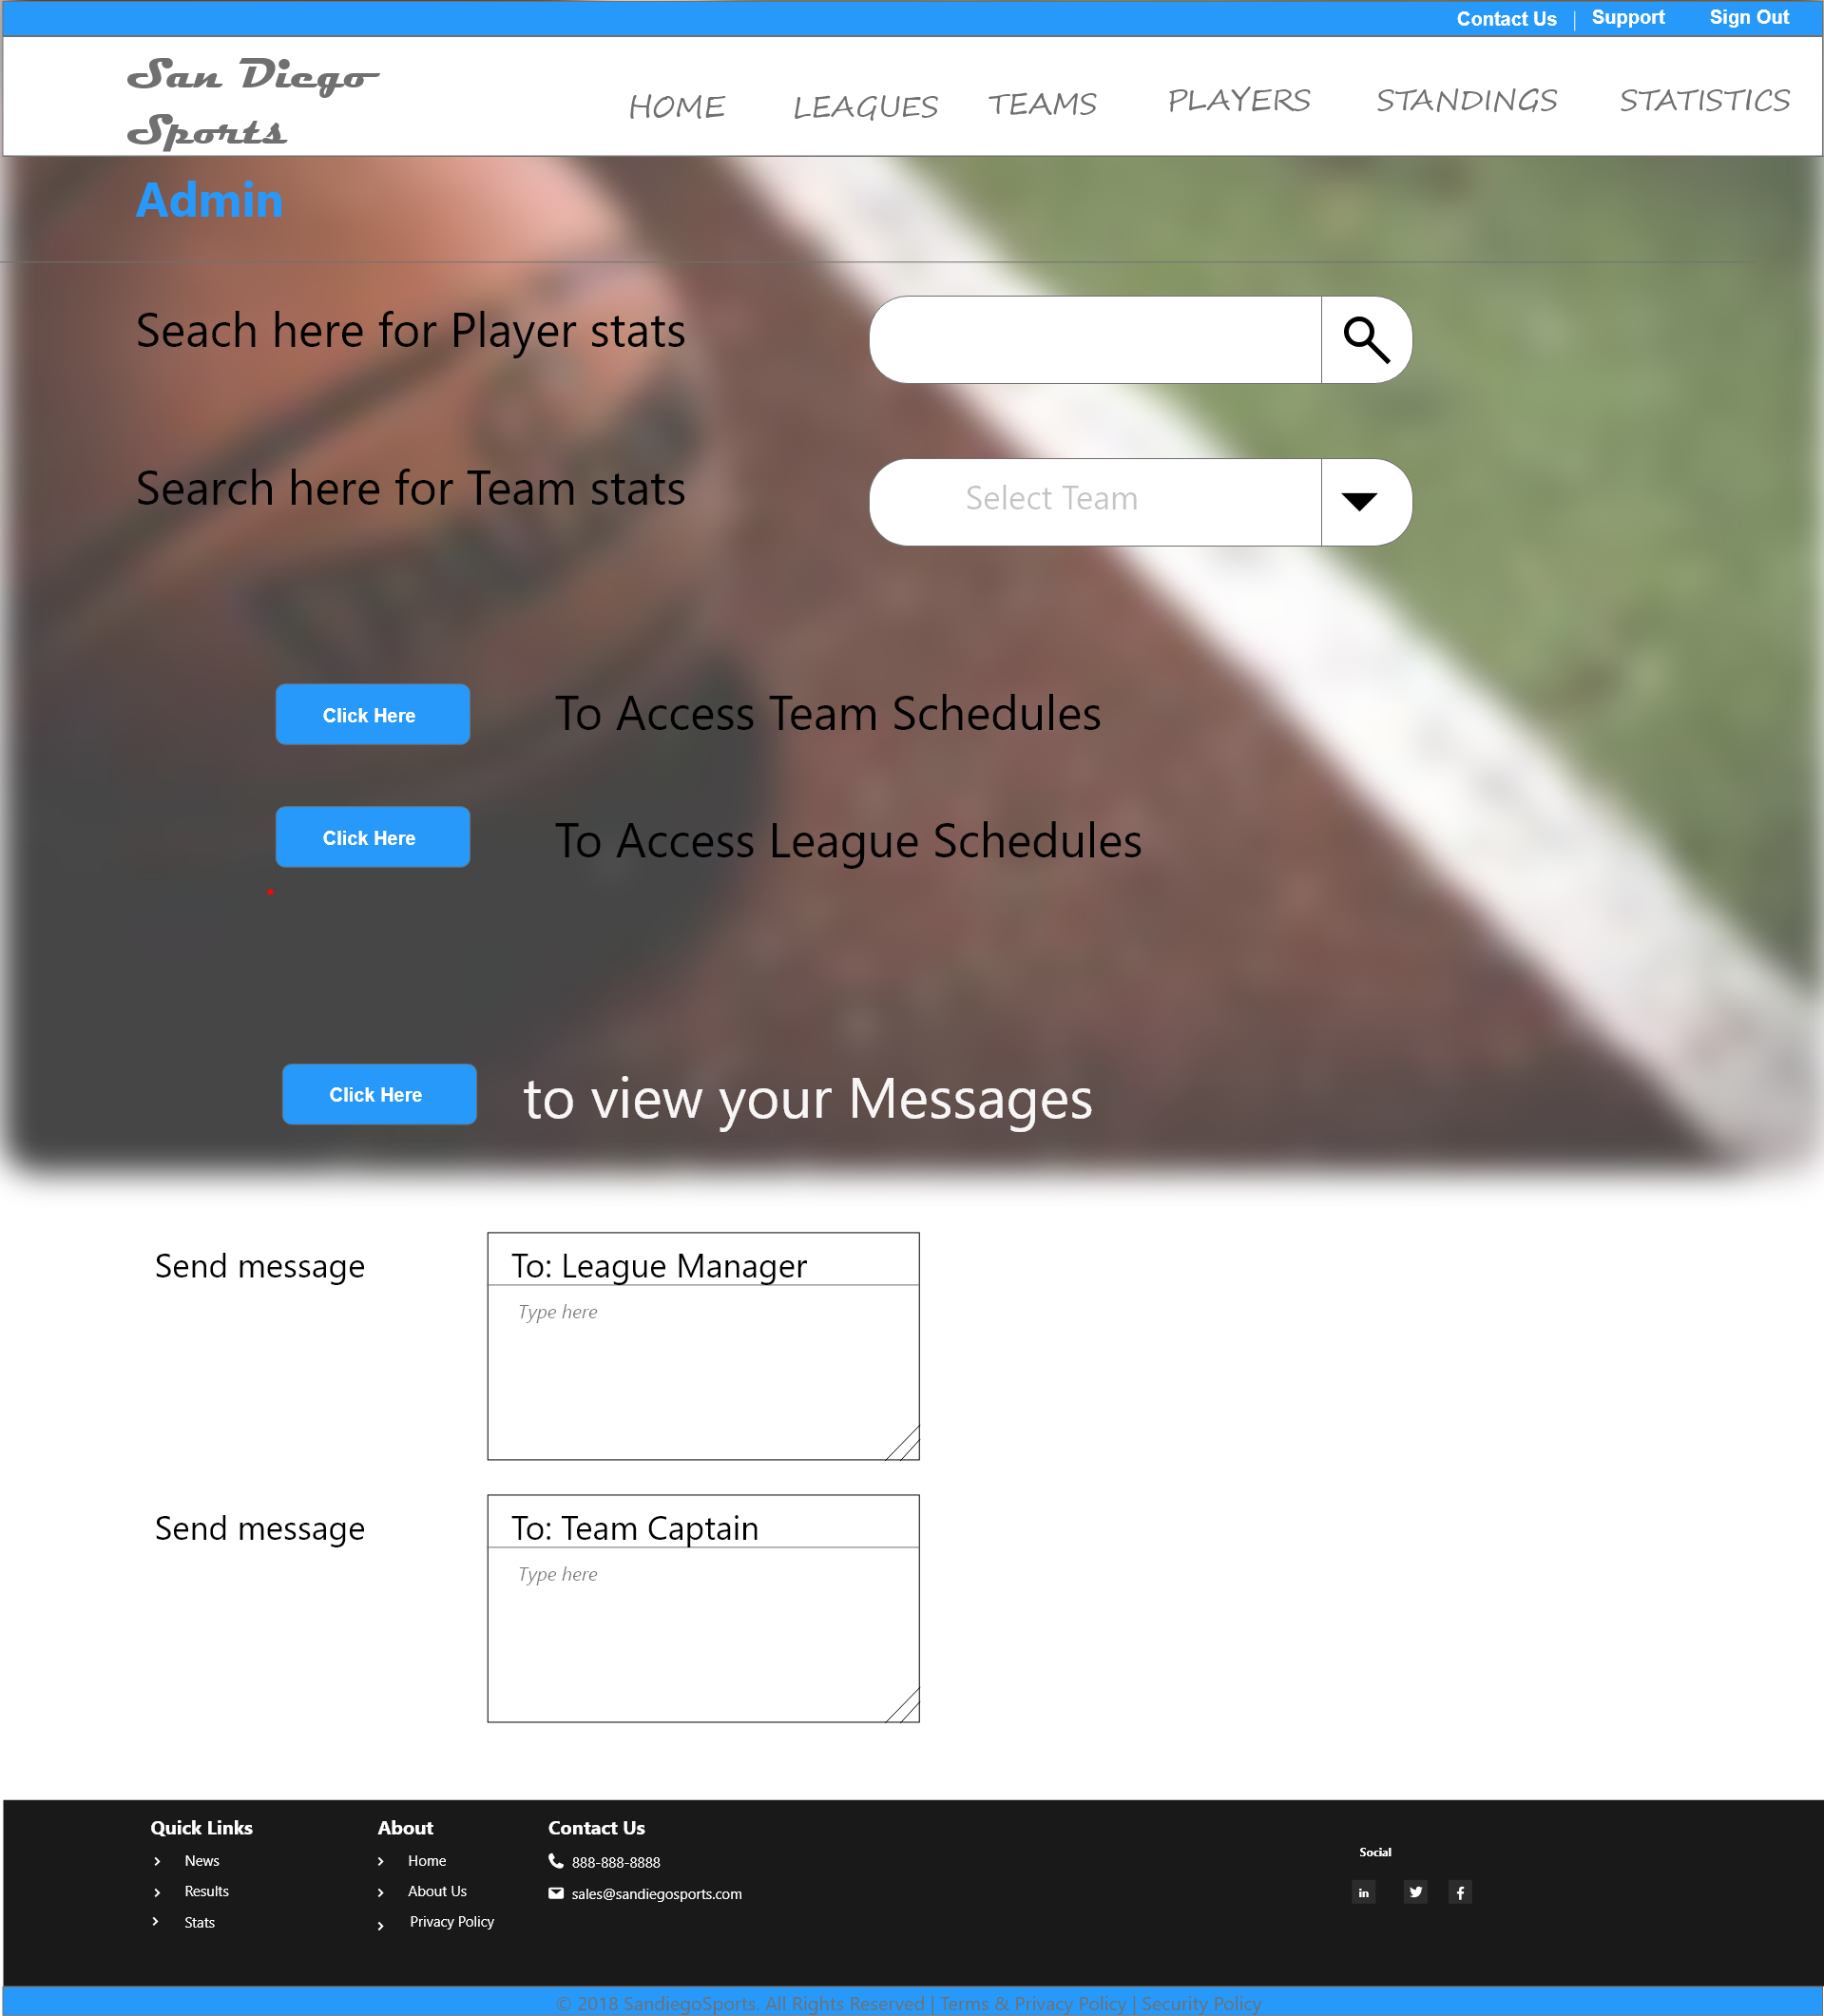 Contact Us | Support Sign Out
San Diego
Sports
HOME LEAGUES TEAMS PLAYERS STANDINGS STATISTICS
Admin
Seach here for Player stats
Search here for Team stats
Select Team
Click Here To Access Team Schedules
Click Here To Access League Schedules
*
Click Here to view your Messages
Send message
To: League Manager
Type here
Send message
To: Team Captain
Type here
Quick Links
News
Results
Stats
About
Home
About Us
Privacy Policy
Contact Us
888-888-8888
sales@sandiegosports.com
Social
in
f
© 2018 SandiegoSports. All Rights Reserved | Terms & Privacy Policy | Security Policy